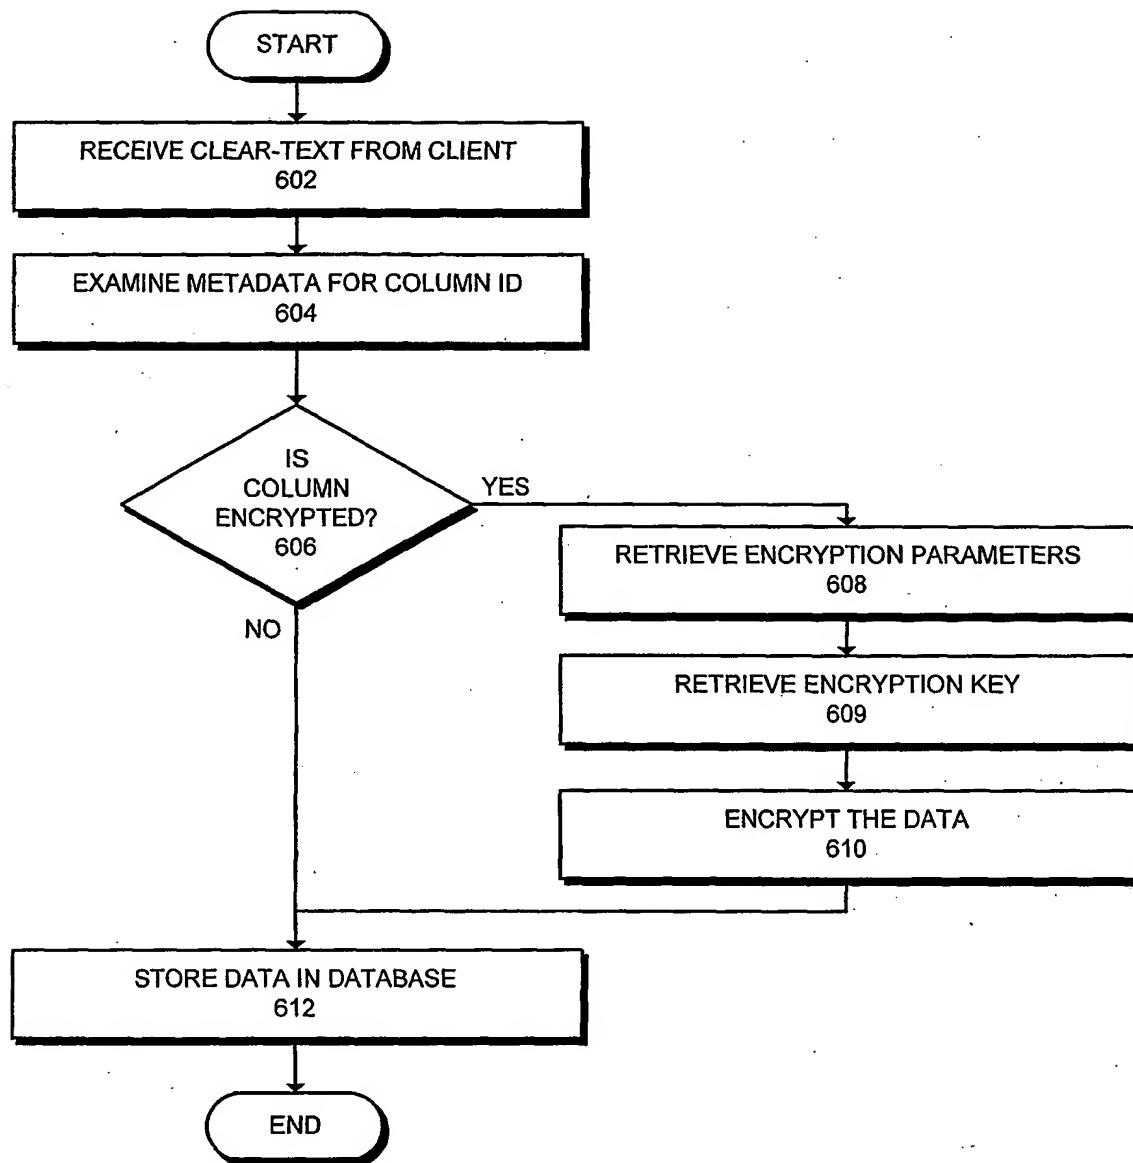 START
RECEIVE CLEAR-TEXT FROM CLIENT
602
EXAMINE METADATA FOR COLUMN ID
604
IS
COLUMN
ENCRYPTED?
606
YES
NO
RETRIEVE ENCRYPTION PARAMETERS
608
RETRIEVE ENCRYPTION KEY
609
ENCRYPT THE DATA
610
STORE DATA IN DATABASE
612
END